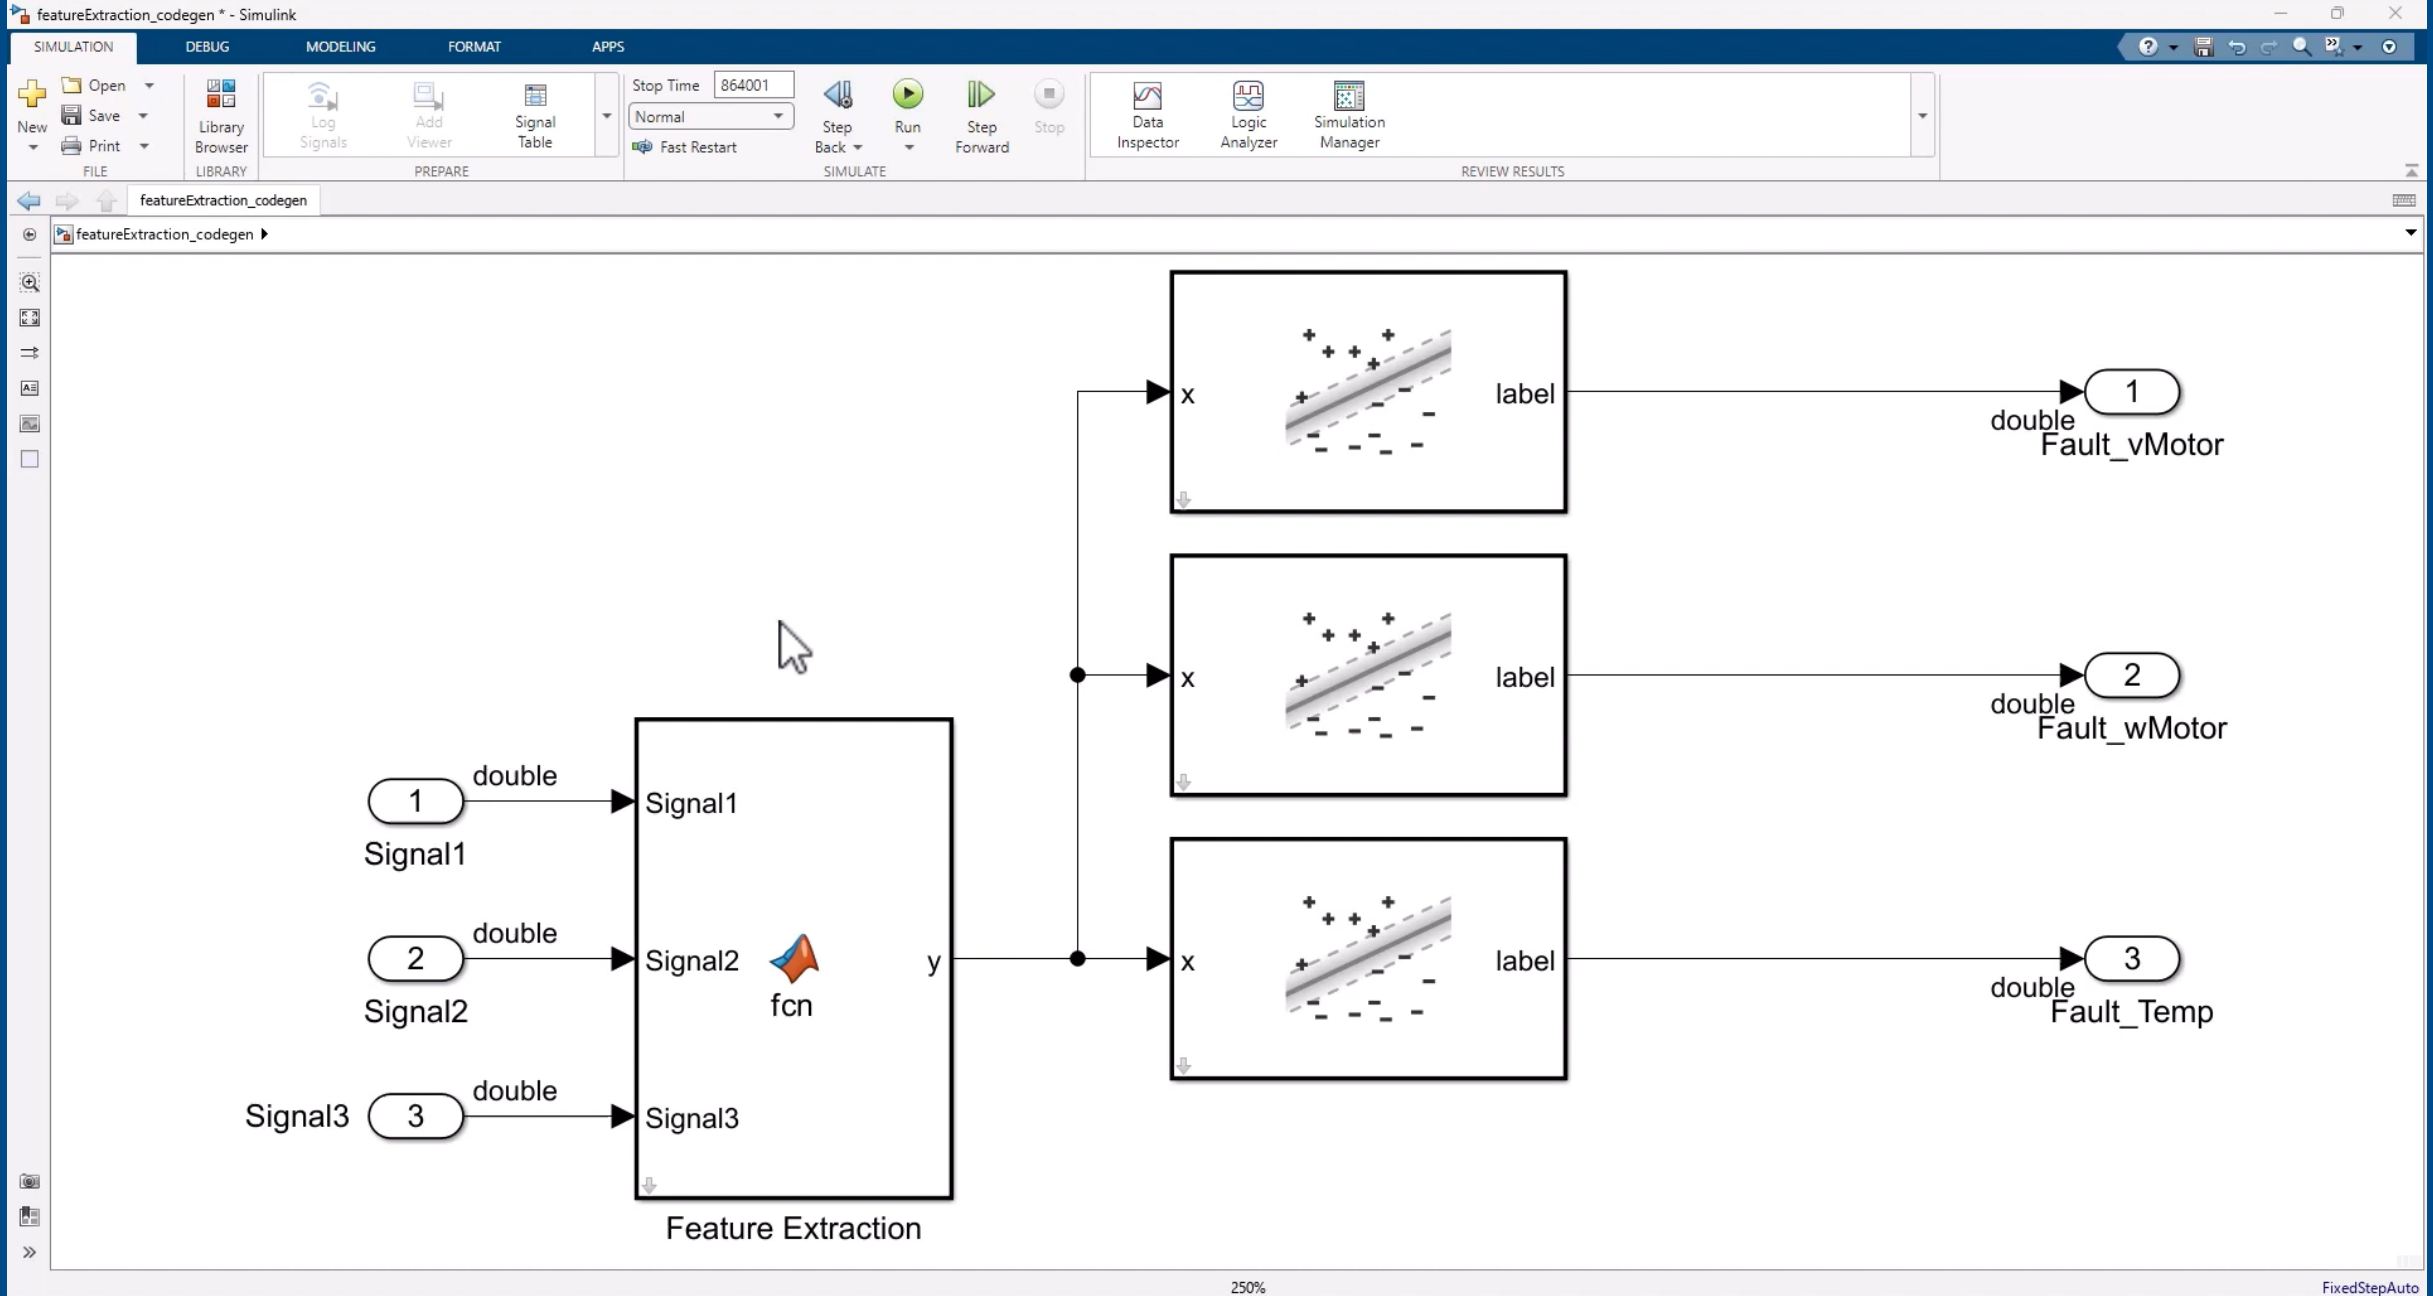 featureExtraction_codegen * - Simulink
SIMULATION DEBUG MODELING FORMAT APPS
New
Open
Save
Print
FILE
Library
Browser
LIBRARY
Log
Signals
Add
Viewer
Signal
Table
PREPARE
Stop Time 864001
Normal
Fast Restart
Step
Back
Run
Step
Forward
Stop
SIMULATE
Data
Inspector
Logic
Analyzer
Simulation
Manager
REVIEW RESULTS
featureExtraction_codegen
featureExtraction_codegen
x label
double
1
Fault_vMotor
x label
double
2
Fault_wMotor
x label
double
3
Fault_Temp
1
double
Signal1
2
double
Signal2
Signal3
3
double
Signal1
Signal2
Signal3
fcn
y
Feature Extraction
250%
FixedStepAuto